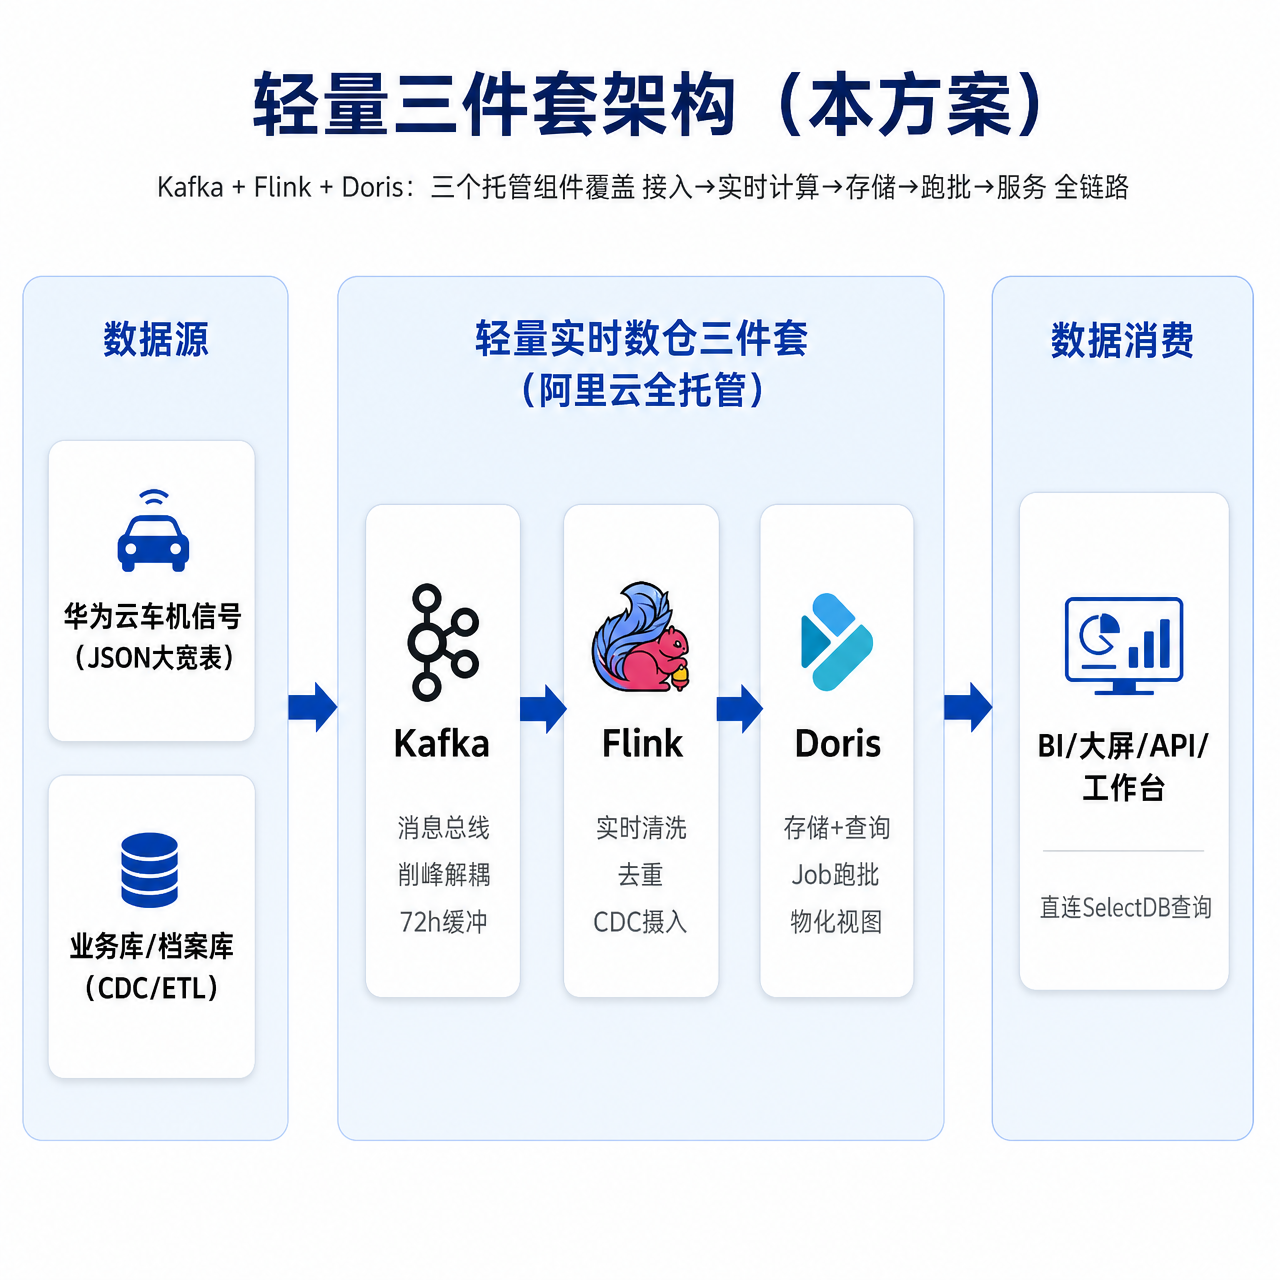 轻量三件套架构（本方案）
Kafka + Flink + Doris：三个托管组件覆盖 接入→实时计算→存储→跑批→服务 全链路
数据源
华为云车机信号
（JSON大宽表）
业务库/档案库
（CDC/ETL）
轻量实时数仓三件套
（阿里云全托管）
Kafka
消息总线
削峰解耦
72h缓冲
Flink
实时清洗
去重
CDC摄入
Doris
存储+查询
Job跑批
物化视图
数据消费
BI/大屏/API/
工作台
直连SelectDB查询